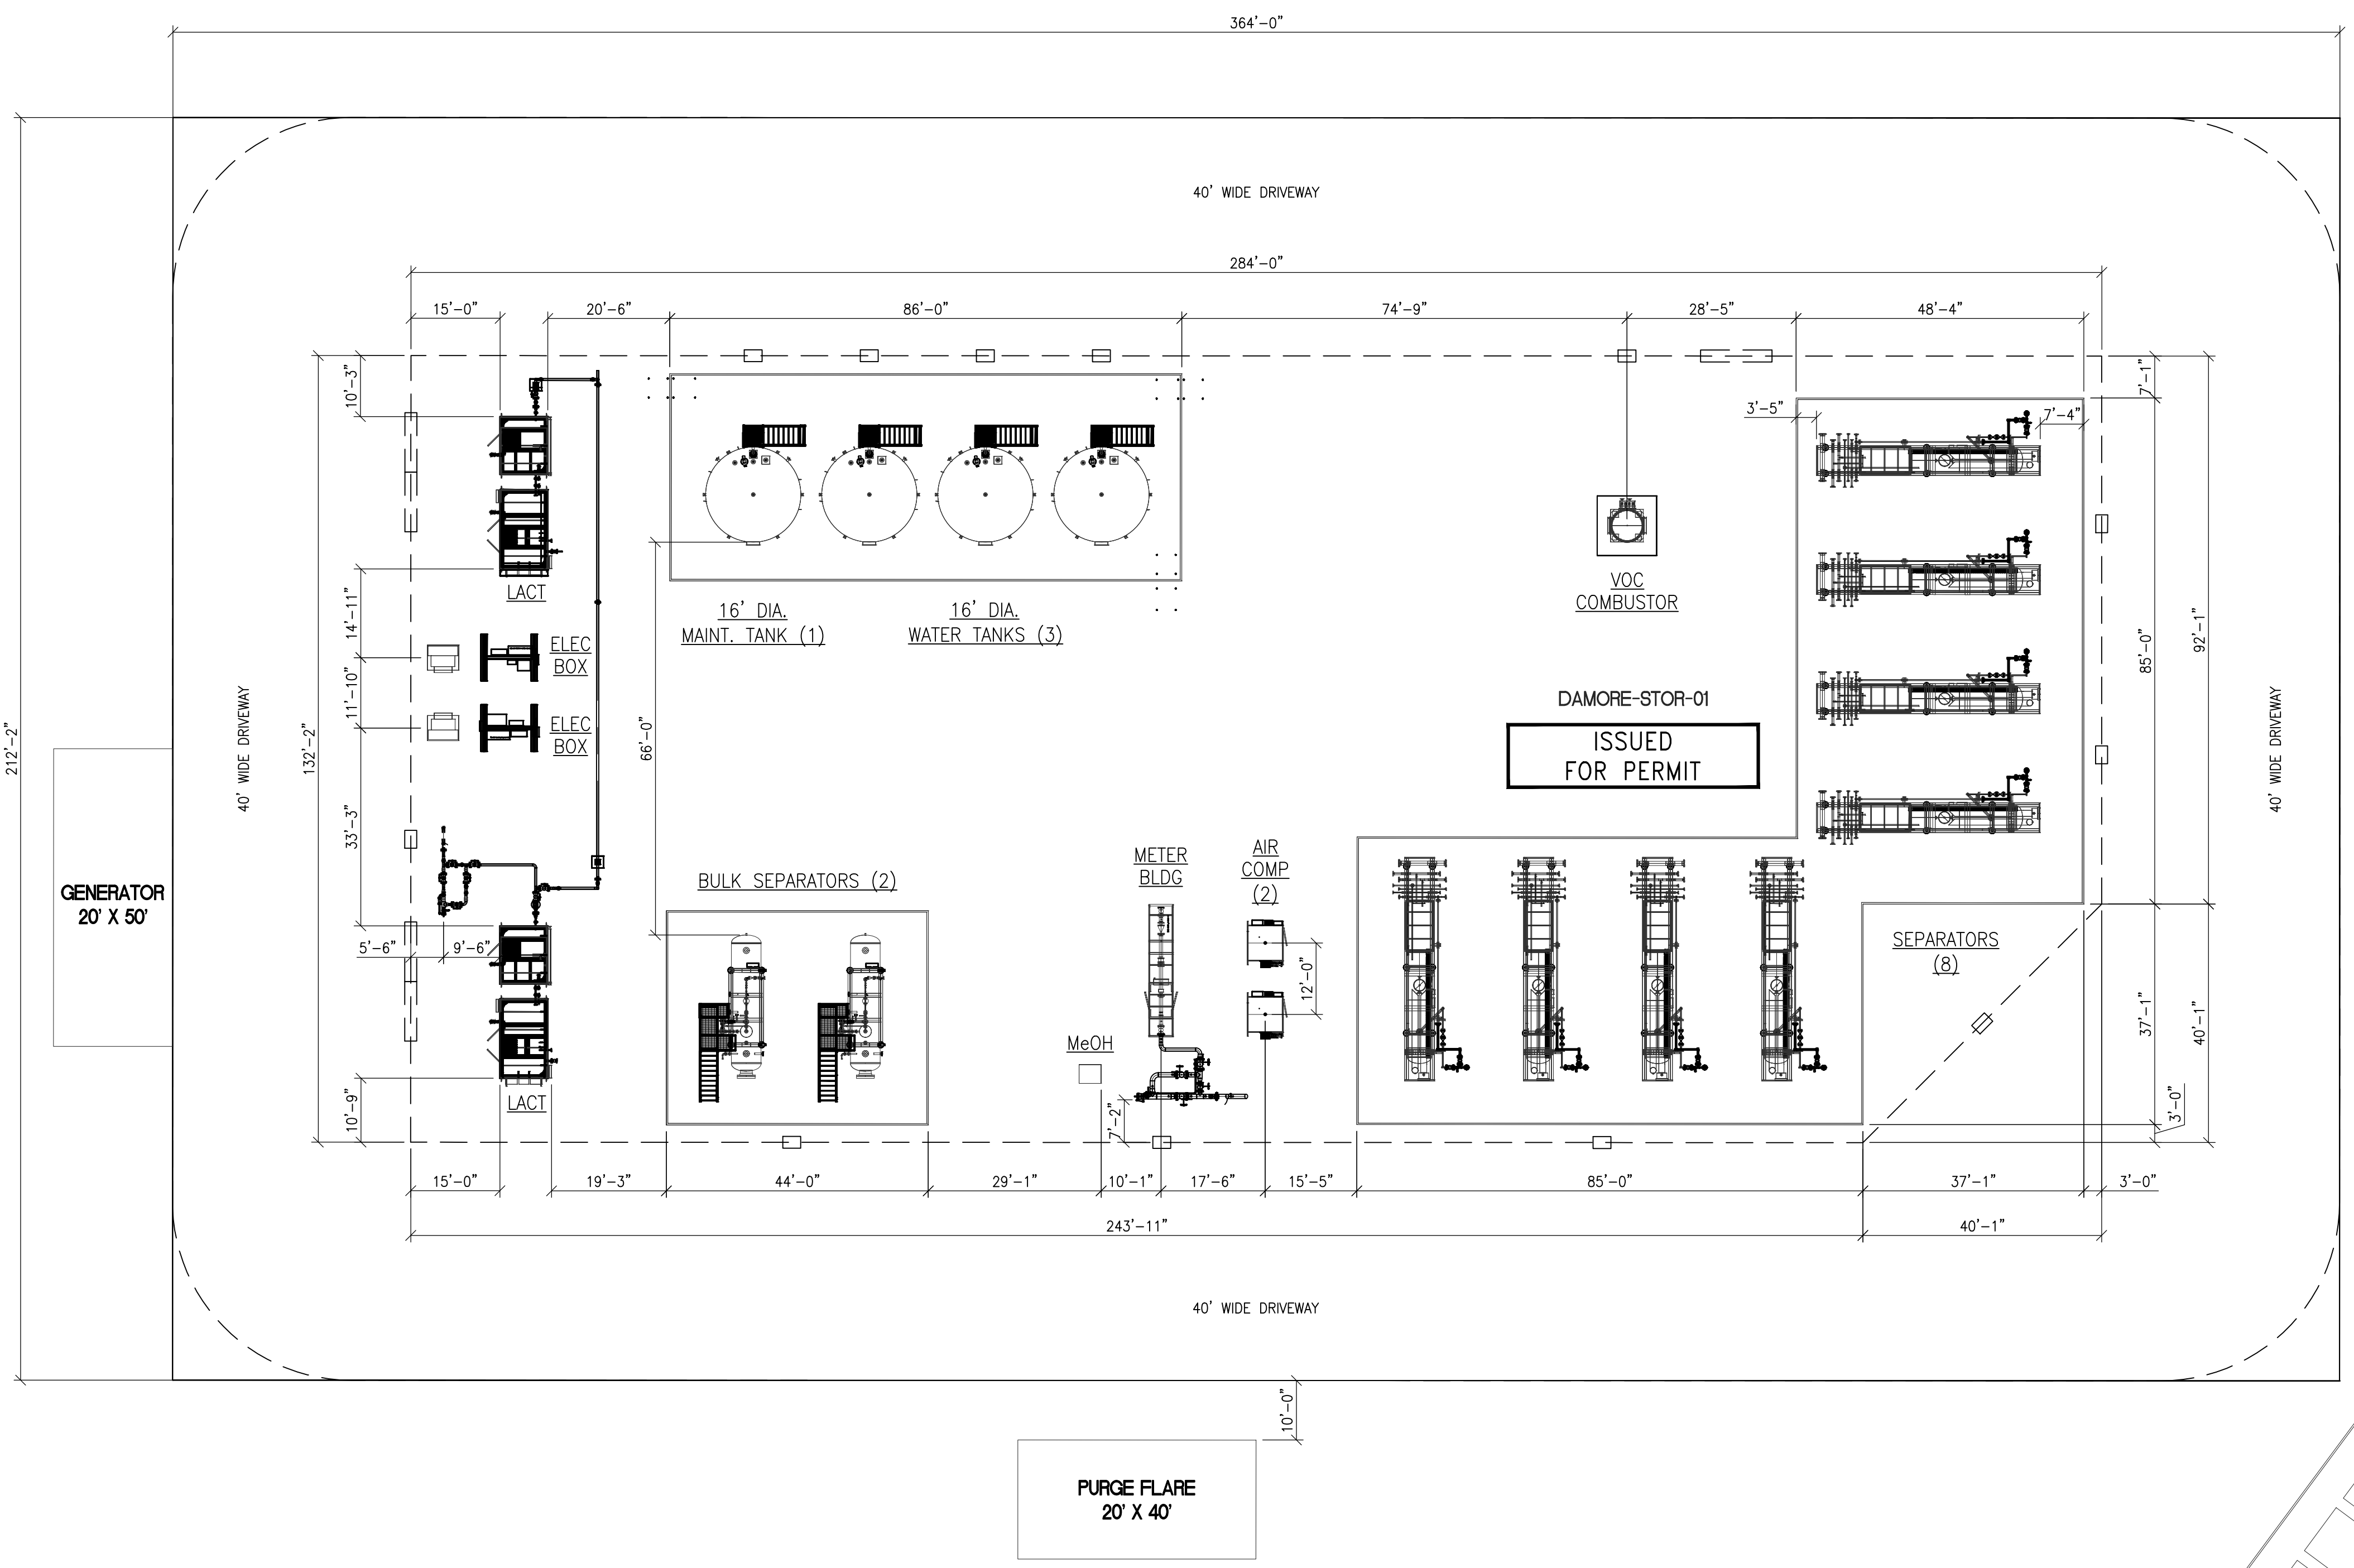 364'-0"
40' WIDE DRIVEWAY
284'-0"
15'-0"
20'-6"
86'-0"
74'-9"
28'-5"
48'-4"
10'-3"
7'-1"
3'-5"
7'-4"
LACT
14'-11"
16' DIA.
MAINT. TANK (1)
16' DIA.
WATER TANKS (3)
VOC
COMBUSTOR
ELEC
BOX
11'-10"
ELEC
BOX
85'-0"
92'-1"
DAMORE-STOR-01
ISSUED
FOR PERMIT
212'-2"
40' WIDE DRIVEWAY
132'-2"
66'-0"
40' WIDE DRIVEWAY
33'-3"
GENERATOR
20' X 50'
BULK SEPARATORS (2)
METER
BLDG
AIR
COMP
(2)
5'-6"
9'-6"
12'-0"
SEPARATORS
(8)
37'-1"
40'-1"
MeOH
LACT
10'-9"
7'-2"
3'-0"
15'-0"
19'-3"
44'-0"
29'-1"
10'-1"
17'-6"
15'-5"
85'-0"
37'-1"
3'-0"
243'-11"
40'-1"
40' WIDE DRIVEWAY
10'-0"
PURGE FLARE
20' X 40'